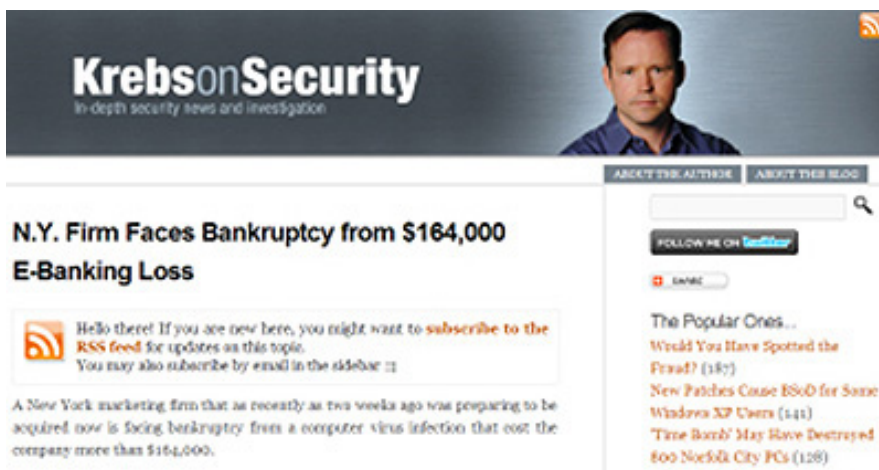 KrebsonSecurity
In-depth security news and investigation
ABOUT THE AUTHOR
ABOUT THIS BLOG
N.Y. Firm Faces Bankruptcy from $164,000
E-Banking Loss
Hello there! If you are new here, you might want to subscribe to the
RSS feed for updates on this topic.
You may also subscribe by email in the sidebar :)
A New York marketing firm that as recently as two weeks ago was preparing to be
acquired now is facing bankruptcy from a computer virus infection that cost the
company more than $164,000.
FOLLOW ME ON twitter
SHARE
The Popular Ones...
Would You Have Spotted the
Fraud? (187)
New Patches Cause BSoD for Some
Windows XP Users (141)
'Time Bomb' May Have Destroyed
800 Norfolk City PCs (128)